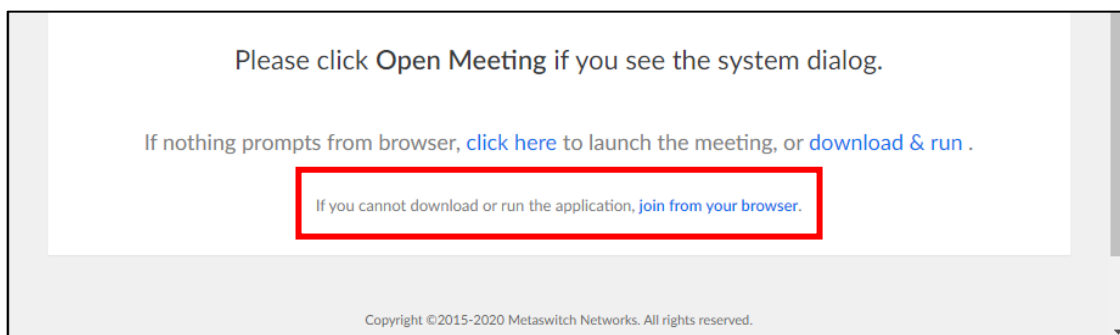 Please click Open Meeting if you see the system dialog.
If nothing prompts from browser, click here to launch the meeting, or download & run .
If you cannot download or run the application, join from your browser.
Copyright ©2015-2020 Metaswitch Networks. All rights reserved.